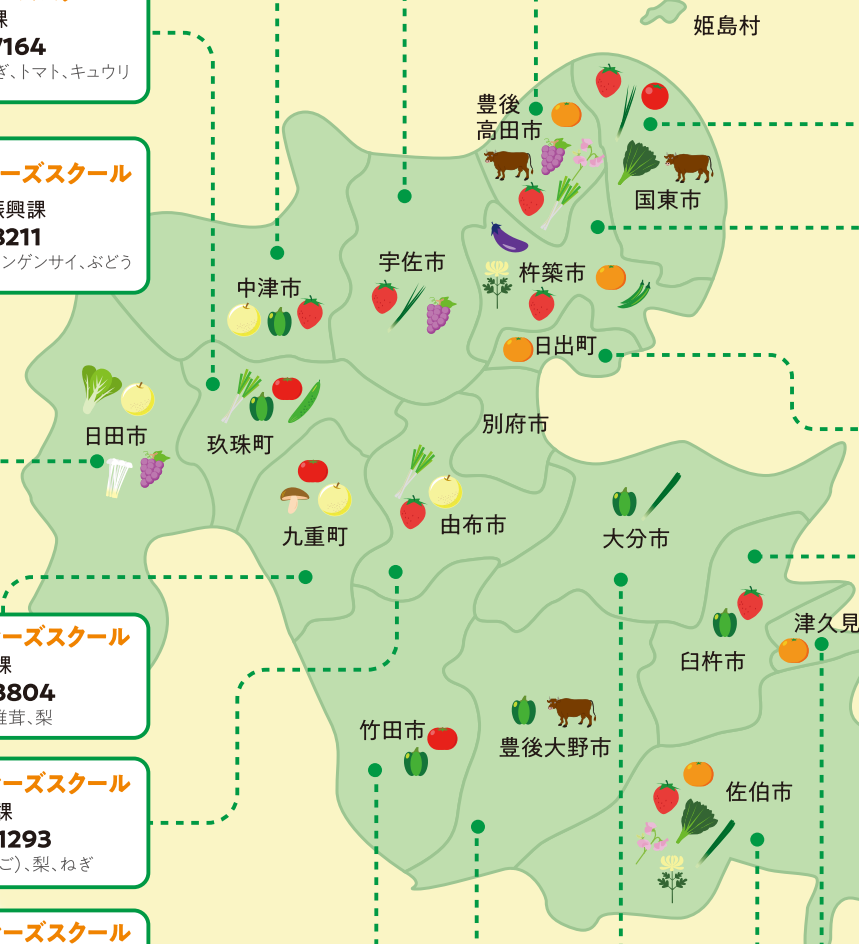 課
7164
ぎ、トマト、キュウリ
ーズスクール
振興課
3211
ンゲンサイ、ぶどう
姫島村
豊後
高田市
国東市
杵築市
宇佐市
中津市
日出町
別府市
日田市
玖珠町
九重町
由布市
大分市
津久見
臼杵市
竹田市
豊後大野市
佐伯市
ーズスクール
課
3804
椎茸、梨
ーズスクール
課
1293
ご）、梨、ねぎ
ーズスクール